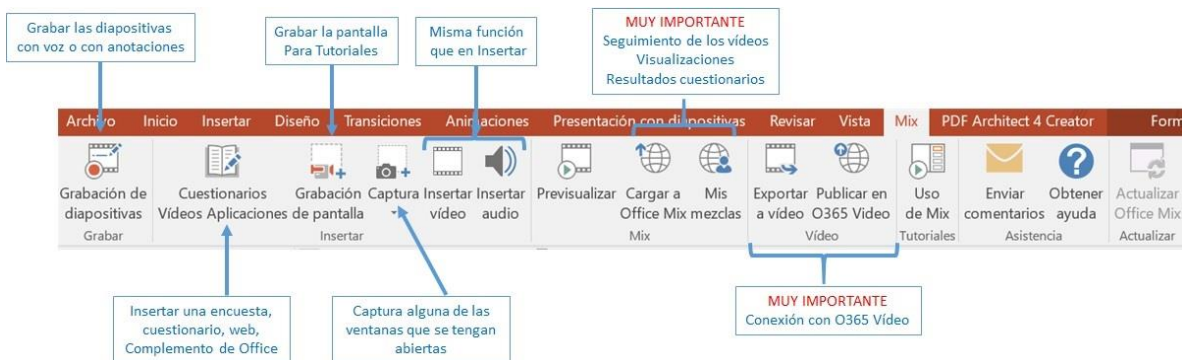 Grabar las diapositivas
con voz o con anotaciones
Grabar la pantalla
Para Tutoriales
Misma función
que en Insertar
MUY IMPORTANTE
Seguimiento de los vídeos
Visualizaciones
Resultados cuestionarios
Archivo Inicio Insertar Diseño Transiciones Animaciones Presentación con diapositivas Revisar Vista Mix PDF Architect 4 Creator Form
Grabación de
diapositivas
Cuestionarios
Vídeos Aplicaciones
Grabación
de pantalla
Captura
Insertar
vídeo
Insertar
audio
Previsualizar
Cargar a
Office Mix
Mis
mezclas
Exportar
a vídeo
Publicar en
O365 Video
Uso
de Mix
Enviar
comentarios
Obtener
ayuda
Actualizar
Office Mix
Grabar Insertar Mix Vídeo Tutoriales Asistencia Actualizar
Insertar una encuesta,
cuestionario, web,
Complemento de Office
Captura alguna de las
ventanas que se tengan
abiertas
MUY IMPORTANTE
Conexión con O365 Vídeo